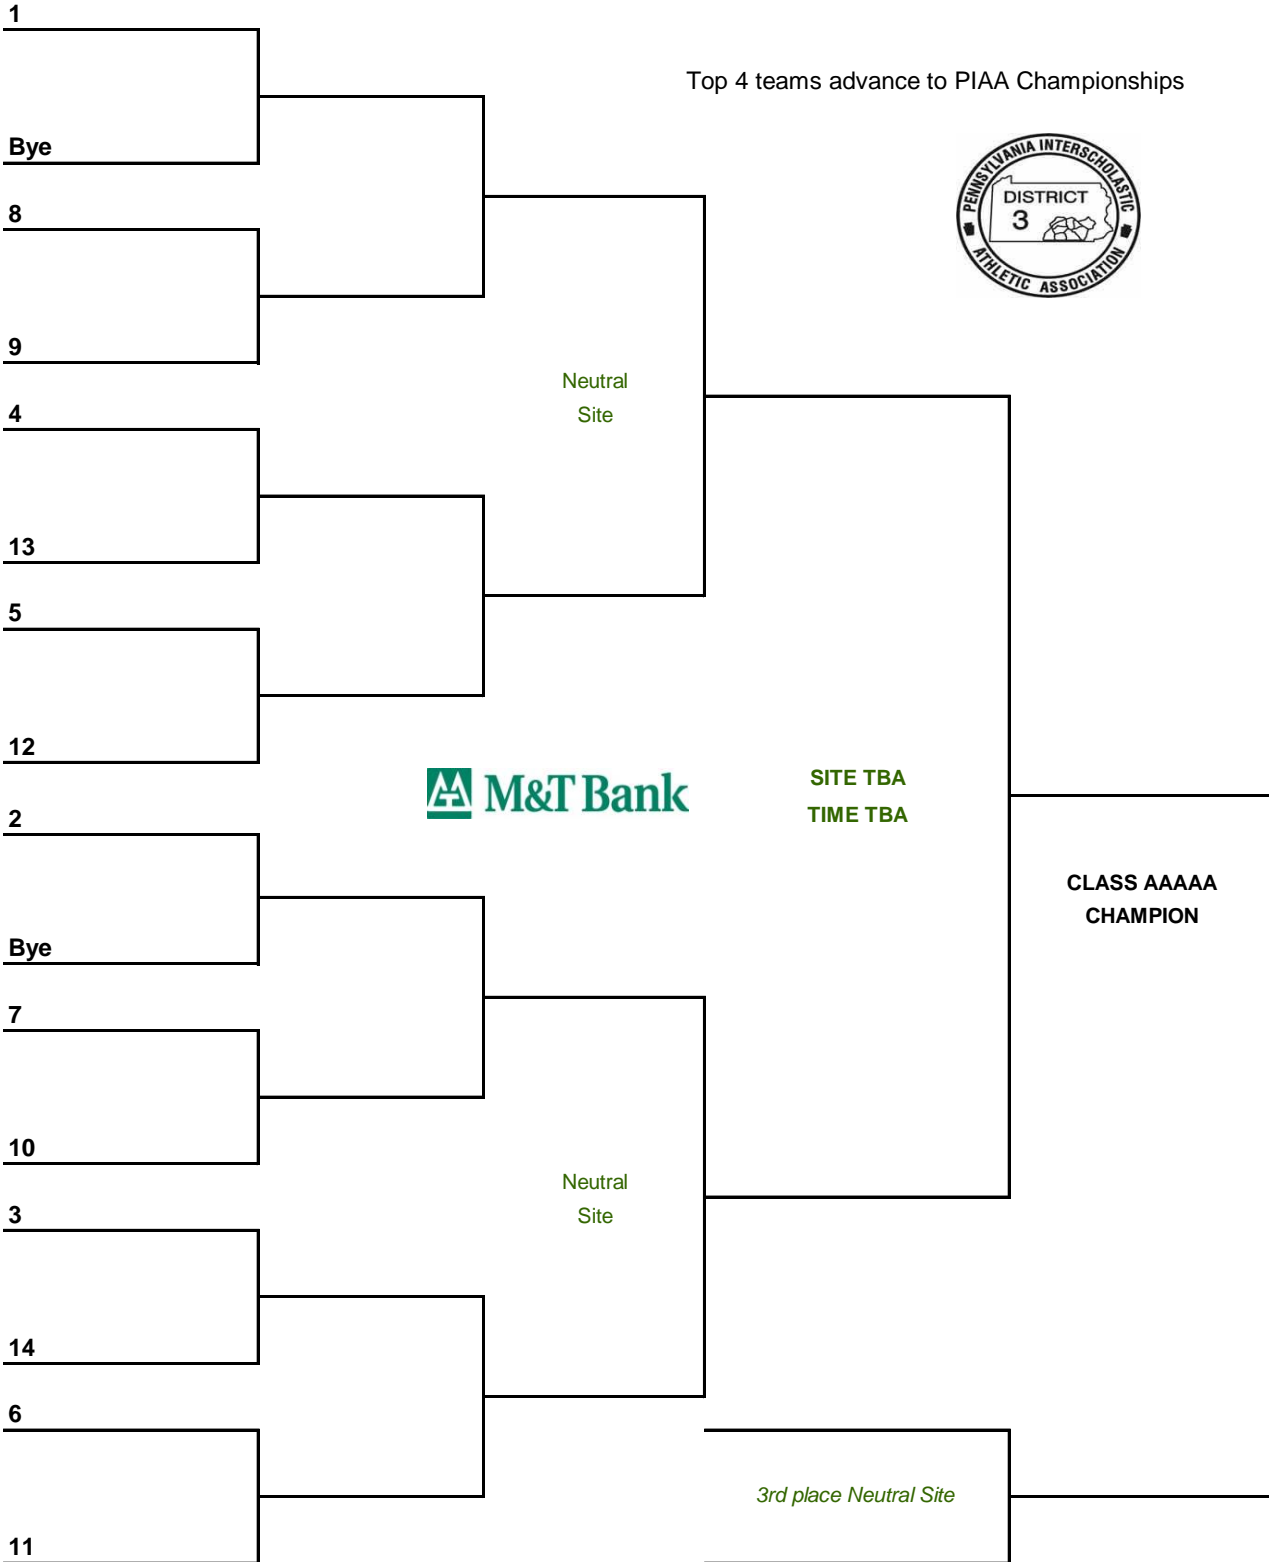 1
Top 4 teams advance to PIAA Championships
Bye
PENNSYLVANIA INTERSCHOLASTIC
DISTRICT
3
ATHLETIC ASSOCIATION
8
9
Neutral
Site
4
13
5
12
M&T Bank
SITE TBA
TIME TBA
2
CLASS AAAAA
CHAMPION
Bye
7
10
Neutral
Site
3
14
6
3rd place Neutral Site
11